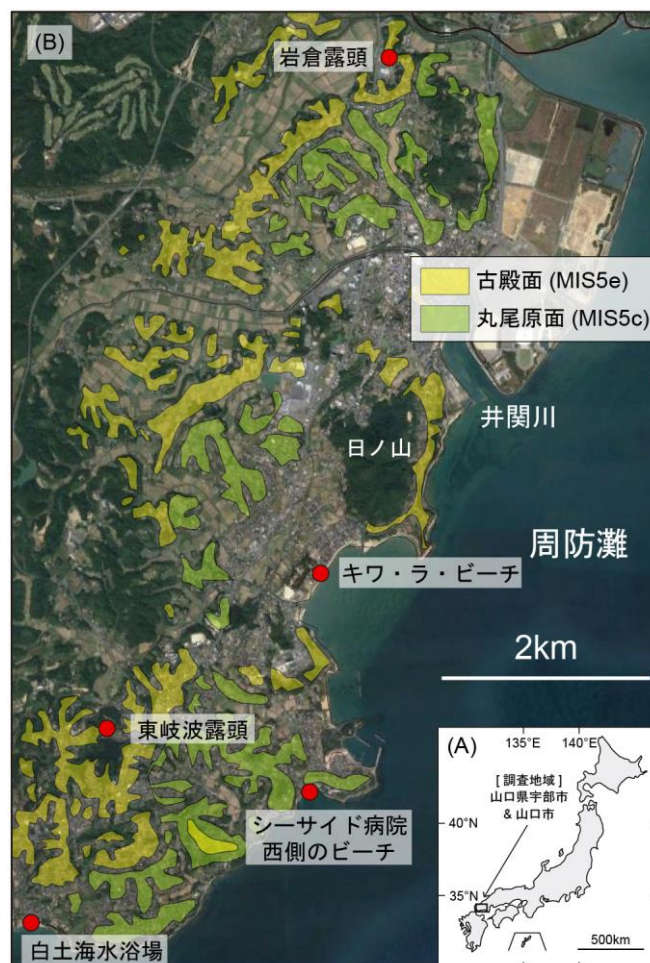 (B)
岩倉露頭
古殿面 (MIS5e)
丸尾原面 (MIS5c)
井関川
日ノ山
周防灘
キワ・ラ・ビーチ
2km
東岐波露頭
シーサイド病院
西側のビーチ
白土海水浴場
(A)
135°E
140°E
[ 調査地域 ]
山口県宇部市
& 山口市
40°N
35°N
500km